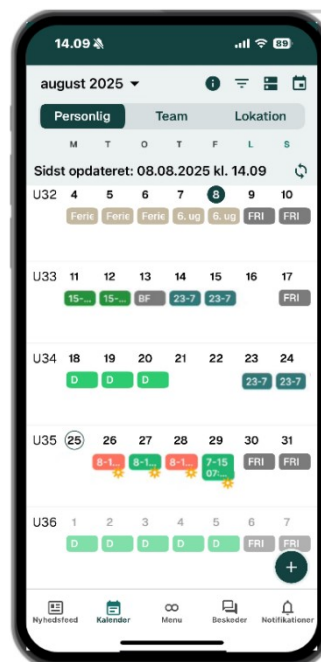 14.09 89
august 2025
Personlig Team Lokation
M T O T F L S
Sidst opdateret: 08.08.2025 kl. 14.09
U32 4 5 6 7 8 9 10
Ferie Ferie Ferie 6. ug 6. ug FRI FRI
U33 11 12 13 14 15 16 17
15-... 15-... BF 23-7 23-7 FRI
U34 18 19 20 21 22 23 24
D D D 23-7 23-7
U35 25 26 27 28 29 30 31
8-1... 8-1... 8-1... 7-15 FRI FRI
07:...
U36 1 2 3 4 5 6 7
D D D D D FRI FRI
Nyhedsfeed Kalender Menu Beskeder Notifikationer